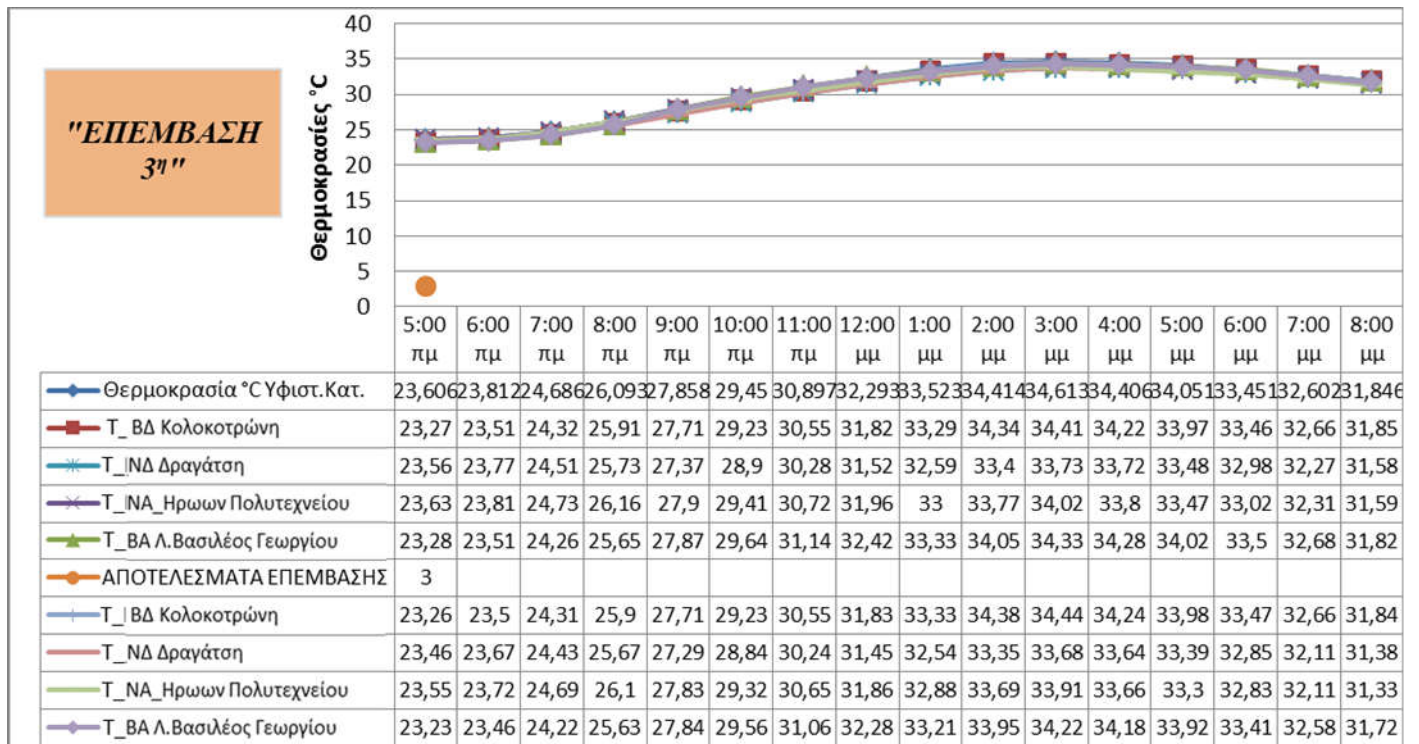 "ΕΠΕΜΒΑΣΗ
3η"
Θερμοκρασίες °C
40
35
30
25
20
15
10
5
0
5:00 πμ 6:00 πμ 7:00 πμ 8:00 πμ 9:00 πμ 10:00 πμ 11:00 πμ 12:00 μμ 1:00 μμ 2:00 μμ 3:00 μμ 4:00 μμ 5:00 μμ 6:00 μμ 7:00 μμ 8:00 μμ
Θερμοκρασία °C Υφιστ.Κατ. 23,606 23,812 24,686 26,093 27,858 29,45 30,897 32,293 33,523 34,414 34,613 34,406 34,051 33,451 32,602 31,846
Τ_ ΒΔ Κολοκοτρώνη 23,27 23,51 24,32 25,91 27,71 29,23 30,55 31,82 33,29 34,34 34,41 34,22 33,97 33,46 32,66 31,85
Τ_ ΝΔ Δραγάτση 23,56 23,77 24,51 25,73 27,37 28,9 30,28 31,52 32,59 33,4 33,73 33,72 33,48 32,98 32,27 31,58
Τ_ ΝΑ_Ηρωων Πολυτεχνείου 23,63 23,81 24,73 26,16 27,9 29,41 30,72 31,96 33 33,77 34,02 33,8 33,47 33,02 32,31 31,59
Τ_ΒΑ Λ.Βασιλέος Γεωργίου 23,28 23,51 24,26 25,65 27,87 29,64 31,14 32,42 33,33 34,05 34,33 34,28 34,02 33,5 32,68 31,82
ΑΠΟΤΕΛΕΣΜΑΤΑ ΕΠΕΜΒΑΣΗΣ 3
Τ_ ΒΔ Κολοκοτρώνη 23,26 23,5 24,31 25,9 27,71 29,23 30,55 31,83 33,33 34,38 34,44 34,24 33,98 33,47 32,66 31,84
Τ_ΝΔ Δραγάτση 23,46 23,67 24,43 25,67 27,29 28,84 30,24 31,45 32,54 33,35 33,68 33,64 33,39 32,85 32,11 31,38
Τ_ΝΑ_Ηρωων Πολυτεχνείου 23,55 23,72 24,69 26,1 27,83 29,32 30,65 31,86 32,88 33,69 33,91 33,66 33,3 32,83 32,11 31,33
Τ_ΒΑ Λ.Βασιλέος Γεωργίου 23,23 23,46 24,22 25,63 27,84 29,56 31,06 32,28 33,21 33,95 34,22 34,18 33,92 33,41 32,58 31,72